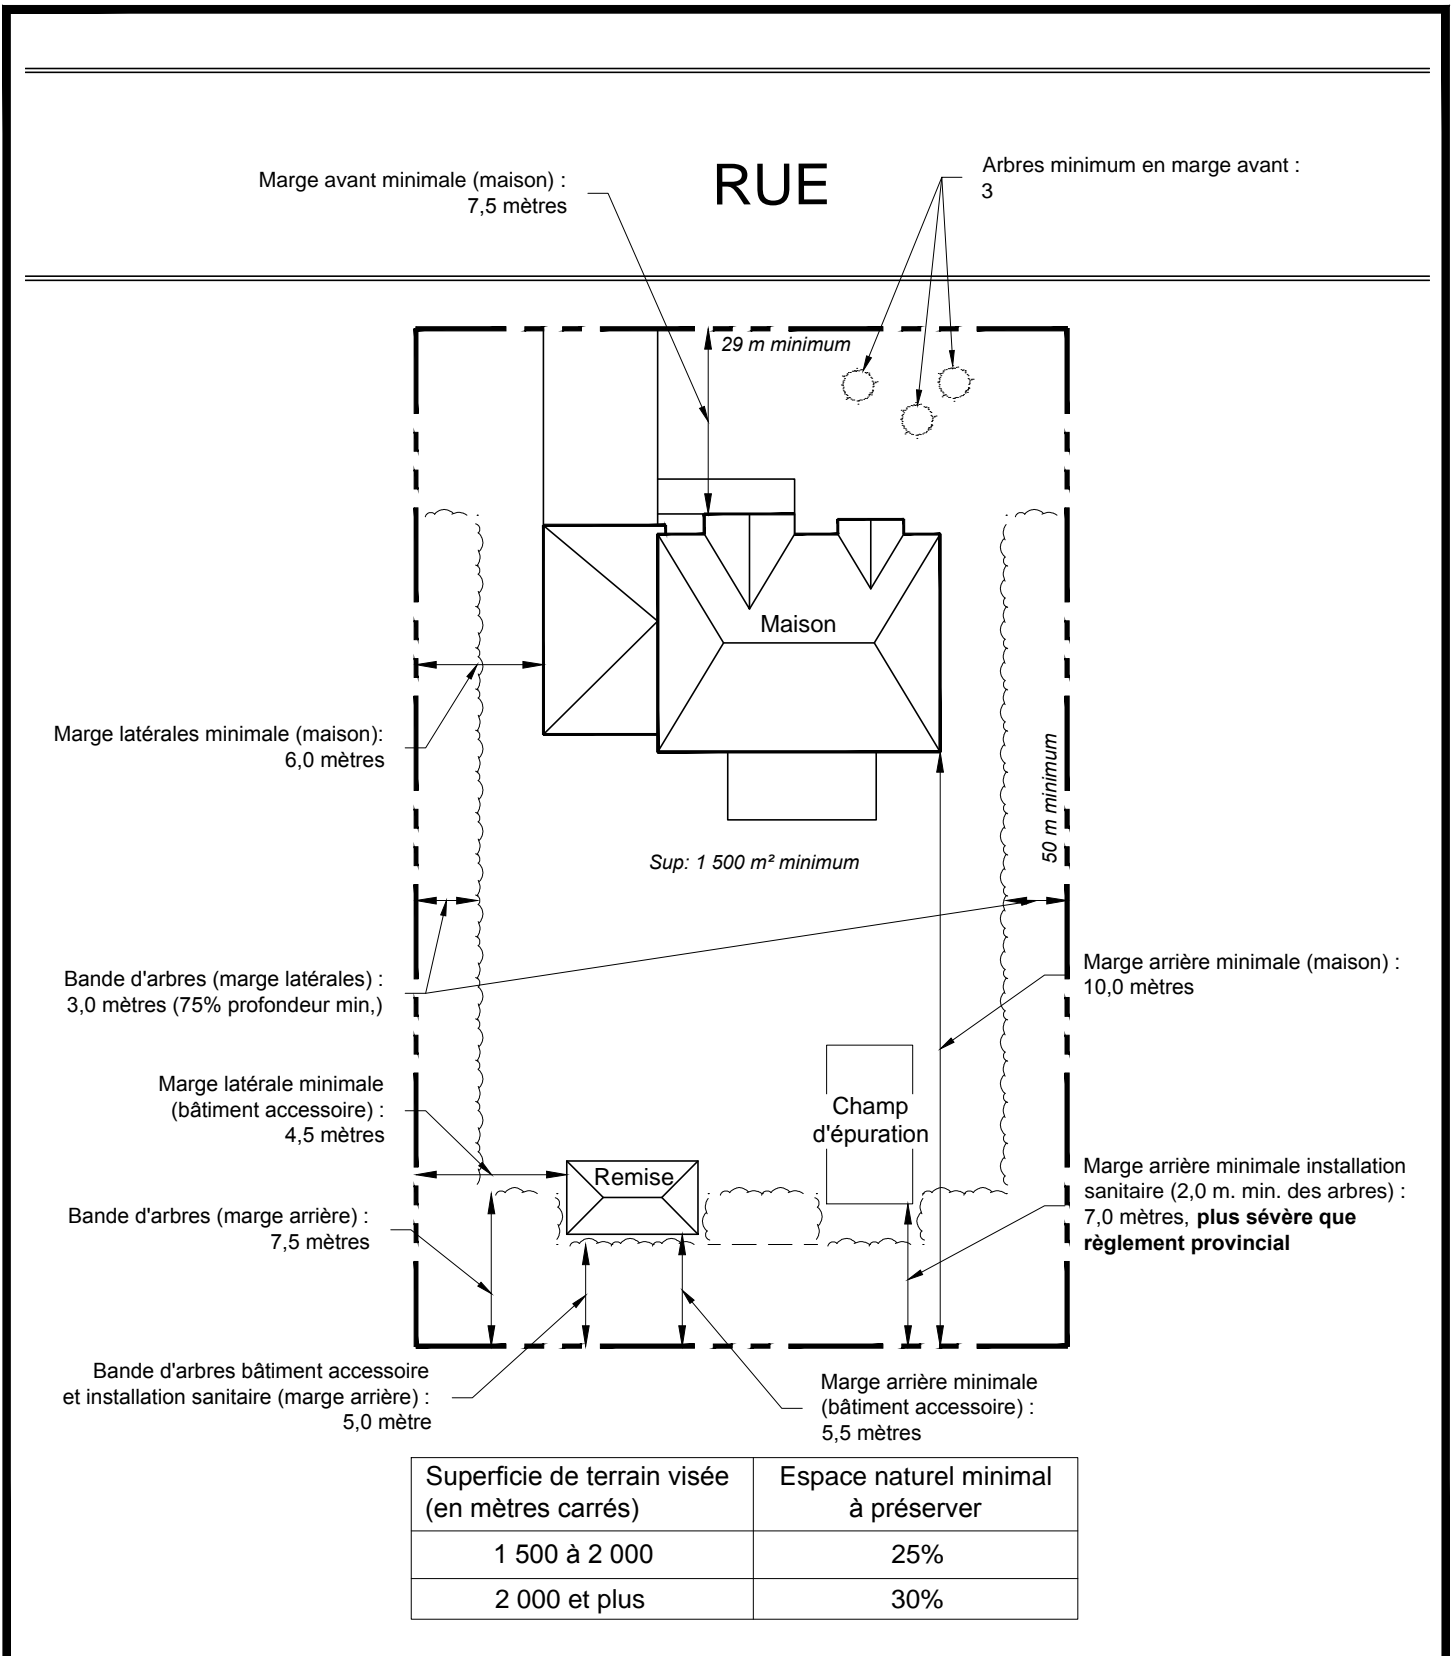 RUE
Marge avant minimale (maison) :
7,5 mètres
Arbres minimum en marge avant :
3
29 m minimum
Maison
Marge latérales minimale (maison):
6,0 mètres
50 m minimum
Sup: 1 500 m² minimum
Bande d'arbres (marge latérales) :
3,0 mètres (75% profondeur min,)
Marge arrière minimale (maison) :
10,0 mètres
Marge latérale minimale
(bâtiment accessoire) :
4,5 mètres
Champ
d'épuration
Remise
Marge arrière minimale installation
sanitaire (2,0 m. min. des arbres) :
7,0 mètres, plus sévère que
règlement provincial
Bande d'arbres (marge arrière) :
7,5 mètres
Bande d'arbres bâtiment accessoire
et installation sanitaire (marge arrière) :
5,0 mètre
Marge arrière minimale
(bâtiment accessoire) :
5,5 mètres
Superficie de terrain visée
(en mètres carrés)
Espace naturel minimal
à préserver
1 500 à 2 000
25%
2 000 et plus
30%